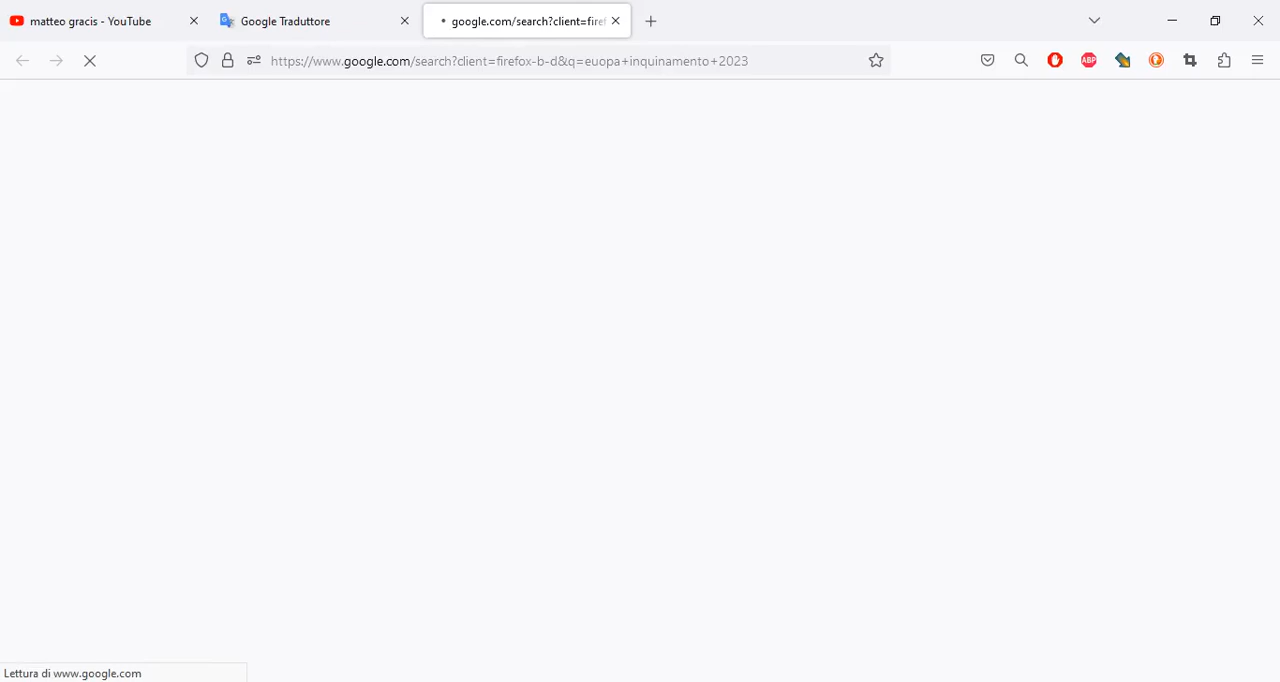 matteo gracis - YouTube
Google Traduttore
google.com/search?client=firef
https://www.google.com/search?client=firefox-b-d&q=euopa+inquinamento+2023
ABP
Lettura di www.google.com